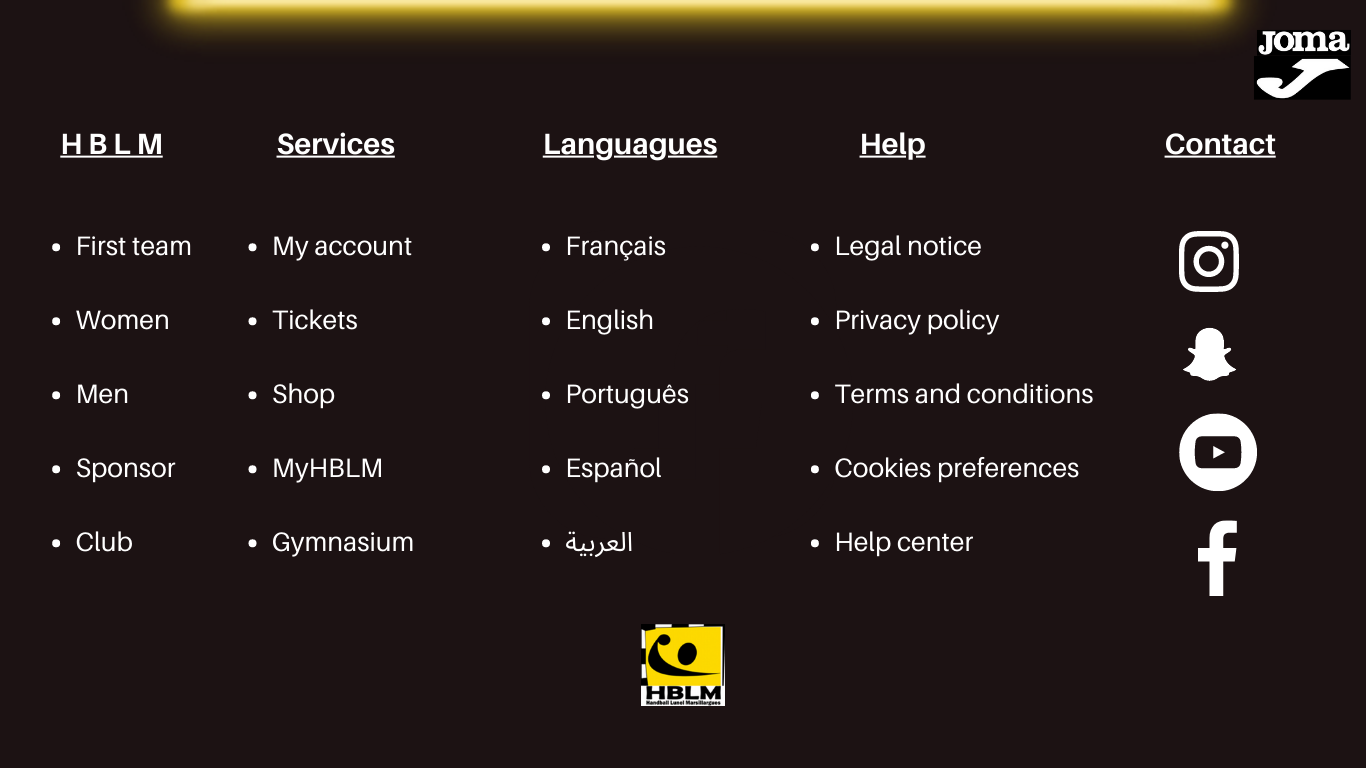 Joma
H B L M
Services
Languagues
Help
Contact
First team
My account
Français
Legal notice
Women
Tickets
English
Privacy policy
Men
Shop
Português
Terms and conditions
Sponsor
MyHBLM
Español
Cookies preferences
Club
Gymnasium
العربية
Help center
HBLM
Handball Lunel Marsillargues